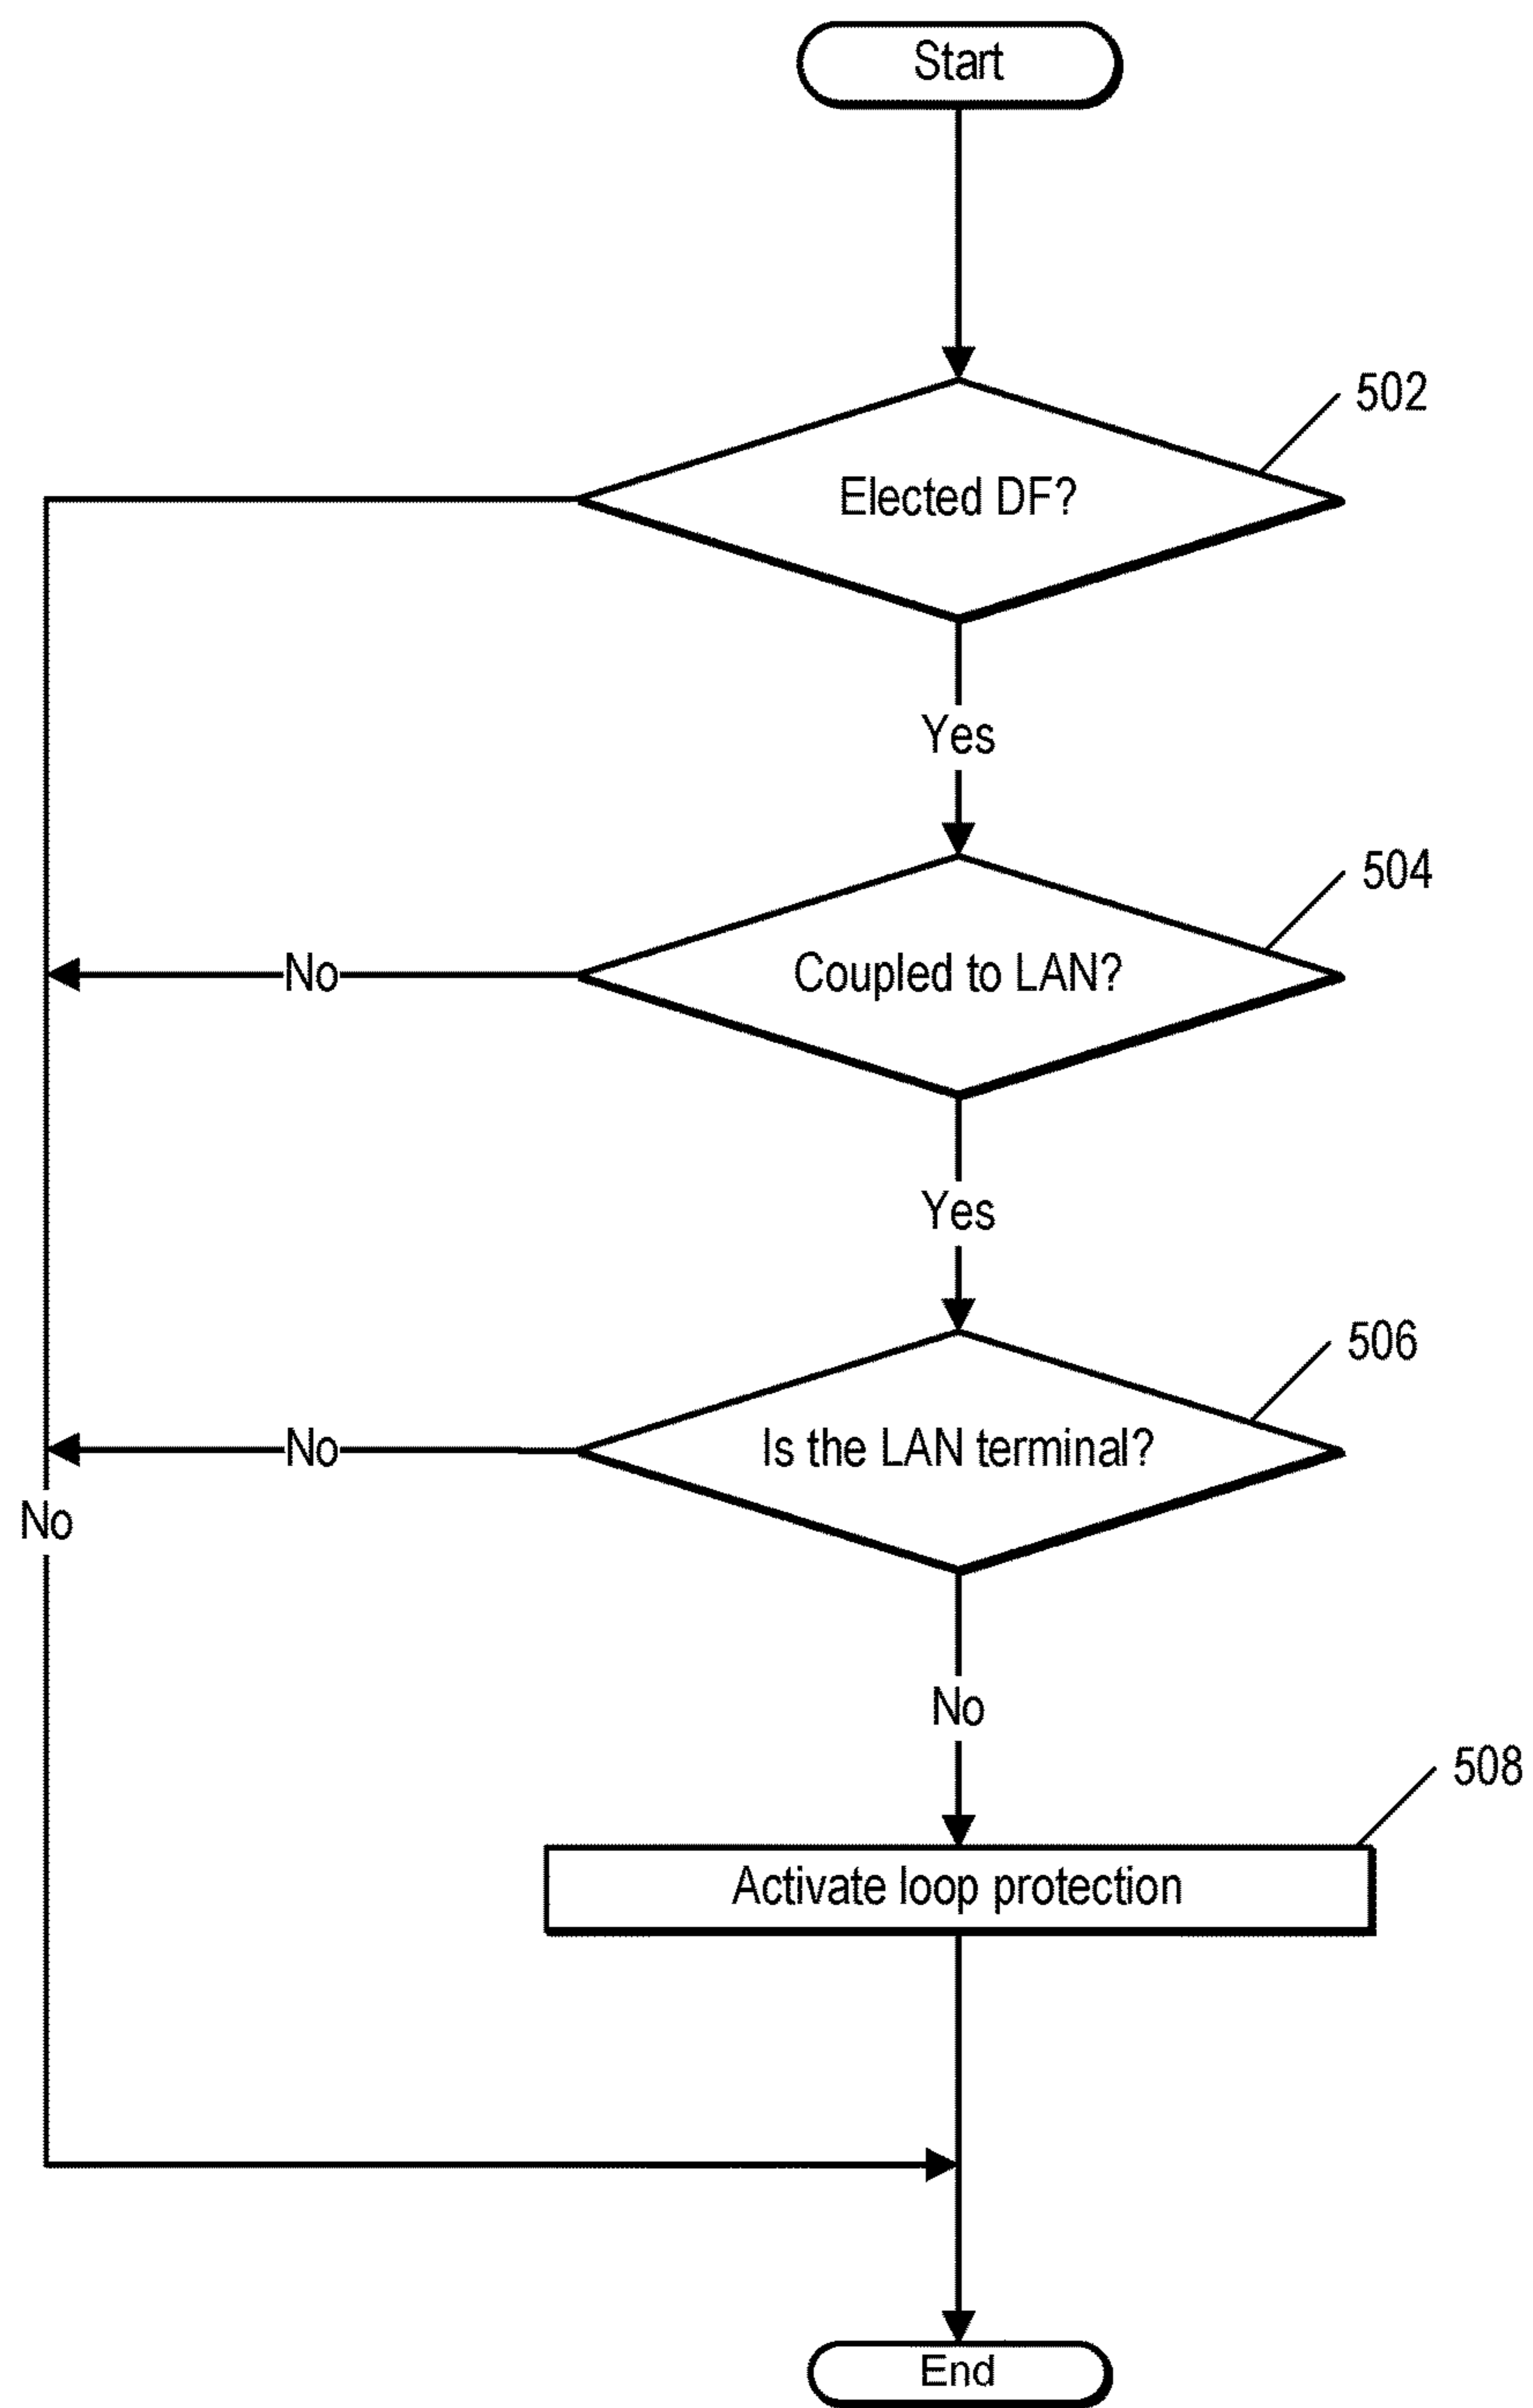 Start
502
Elected DF?
Yes
504
Coupled to LAN?
No
Yes
506
Is the LAN terminal?
No
No
No
508
Activate loop protection
End